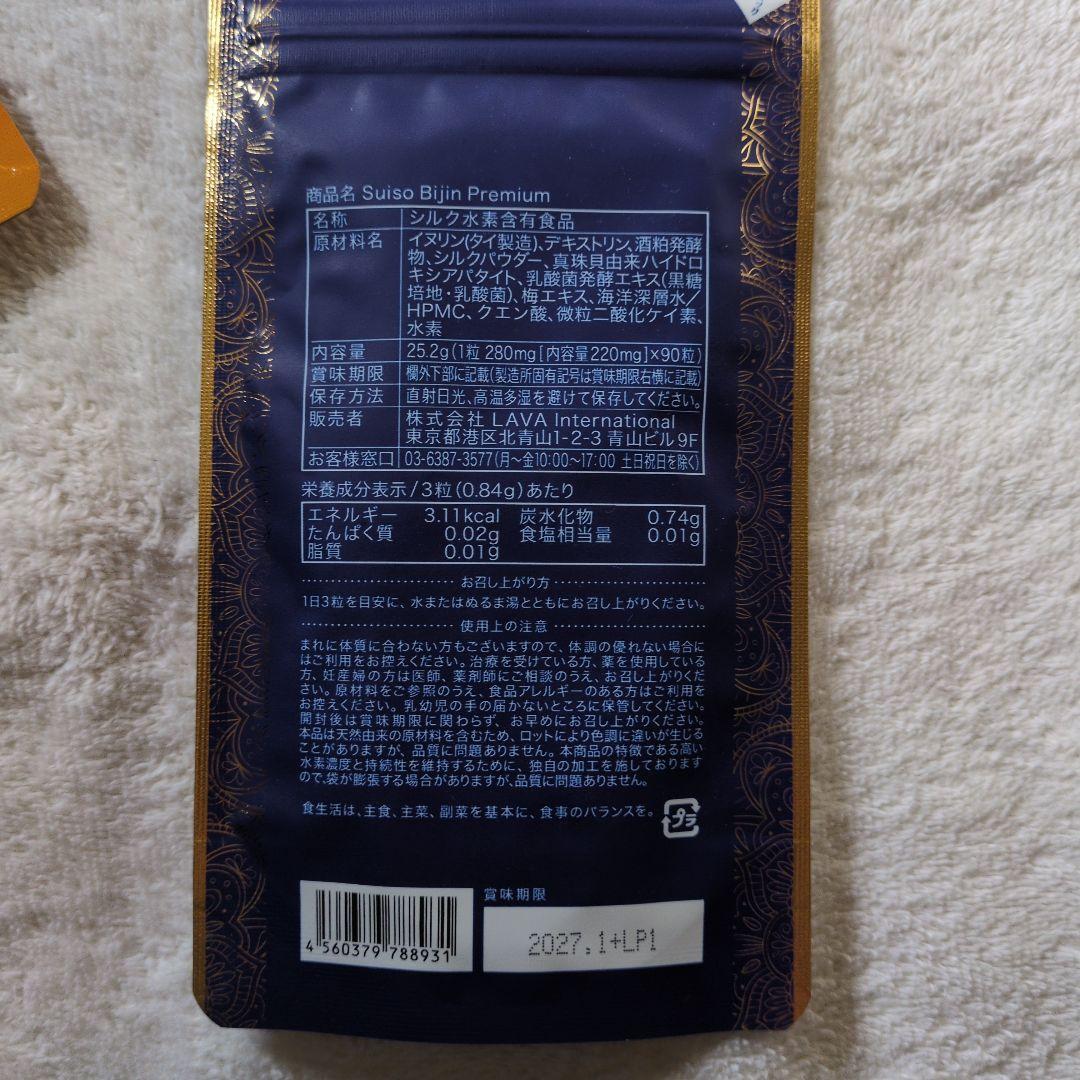 商品名 Suiso Bijin Premium
名称 シルク水素含有食品
原材料名 イヌリン(タイ製造)、デキストリン、酒粕発酵
物、シルクパウダー、真珠貝由来ハイドロ
キシアパタイト、乳酸菌発酵エキス(黒糖
培地・乳酸菌)、梅エキス、海洋深層水/
HPMC、クエン酸、微粒二酸化ケイ素、
水素
内容量 25.2g(1粒 280mg[内容量220mg]×90粒)
賞味期限 欄外下部に記載(製造所固有記号は賞味期限右横に記載)
保存方法 直射日光、高温多湿を避けて保存してください。
販売者 株式会社 LAVA International
東京都港区北青山1-2-3 青山ビル9F
お客様窓口 03-6387-3577(月~金10:00~17:00 土日祝日を除く)
栄養成分表示/3粒(0.84g)あたり
エネルギー 3.11kcal 炭水化物 0.74g
たんぱく質 0.02g 食塩相当量 0.01g
脂質 0.01g
お召し上がり方
1日3粒を目安に、水またはぬるま湯とともにお召し上がりください。
使用上の注意
まれに体質に合わない方もございますので、体調の優れない場合に
はご利用をお控えください。治療を受けている方、薬を使用している
方、妊産婦の方は医師、薬剤師にご相談のうえ、お召し上がりくだ
さい。原材料をご参照のうえ、食品アレルギーのある方はご利用を
お控えください。乳幼児の手の届かないところに保管してください。
開封後は賞味期限に関わらず、お早めにお召し上がりください。
本品は天然由来の原材料を含むため、ロットにより色調に違いが生じる
ことがありますが、品質に問題ありません。本商品の特徴である高い
水素濃度と持続性を維持するために、独自の加工を施しております
ので、袋が膨張する場合がありますが、品質に問題ありません。
食生活は、主食、主菜、副菜を基本に、食事のバランスを。
プラ
賞味期限
4 560379 788931
2027.1+LP1